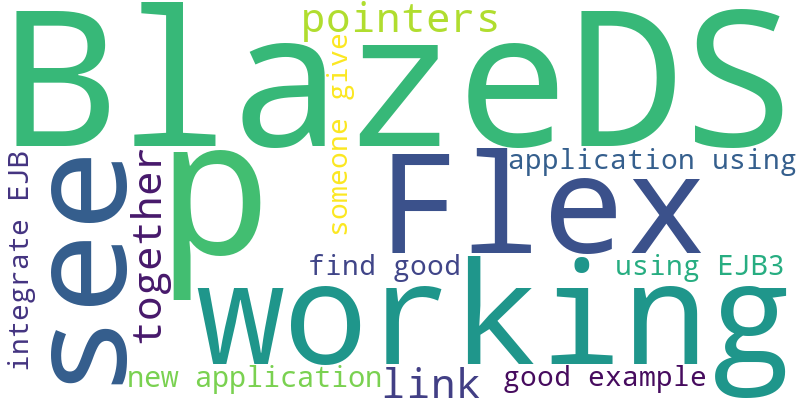 pointers
BlazeDS
someone give
see
together
p
Flex
application using
integrate EJB
find good
using EJB3
working
new application
link
good example